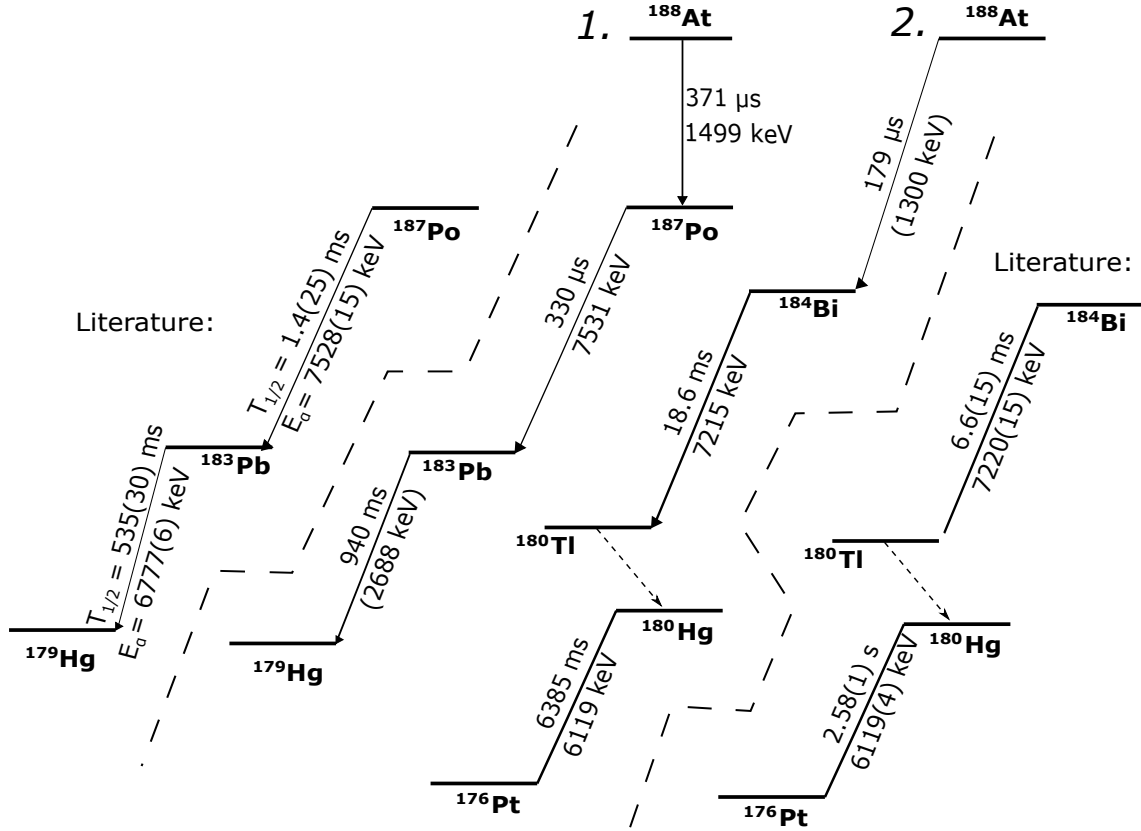 1.
188At
371 μs
1499 keV
187Po
330 μs
7531 keV
183Pb
940 ms
(2688 keV)
179Hg
Literature:
187Po
T1/2 = 1.4(25) ms
Eα = 7528(15) keV
183Pb
T1/2 = 535(30) ms
Eα = 6777(6) keV
179Hg
2.
188At
179 μs
(1300 keV)
184Bi
18.6 ms
7215 keV
180Tl
180Hg
6385 ms
6119 keV
176Pt
Literature:
184Bi
6.6(15) ms
7220(15) keV
180Tl
180Hg
2.58(1) s
6119(4) keV
176Pt